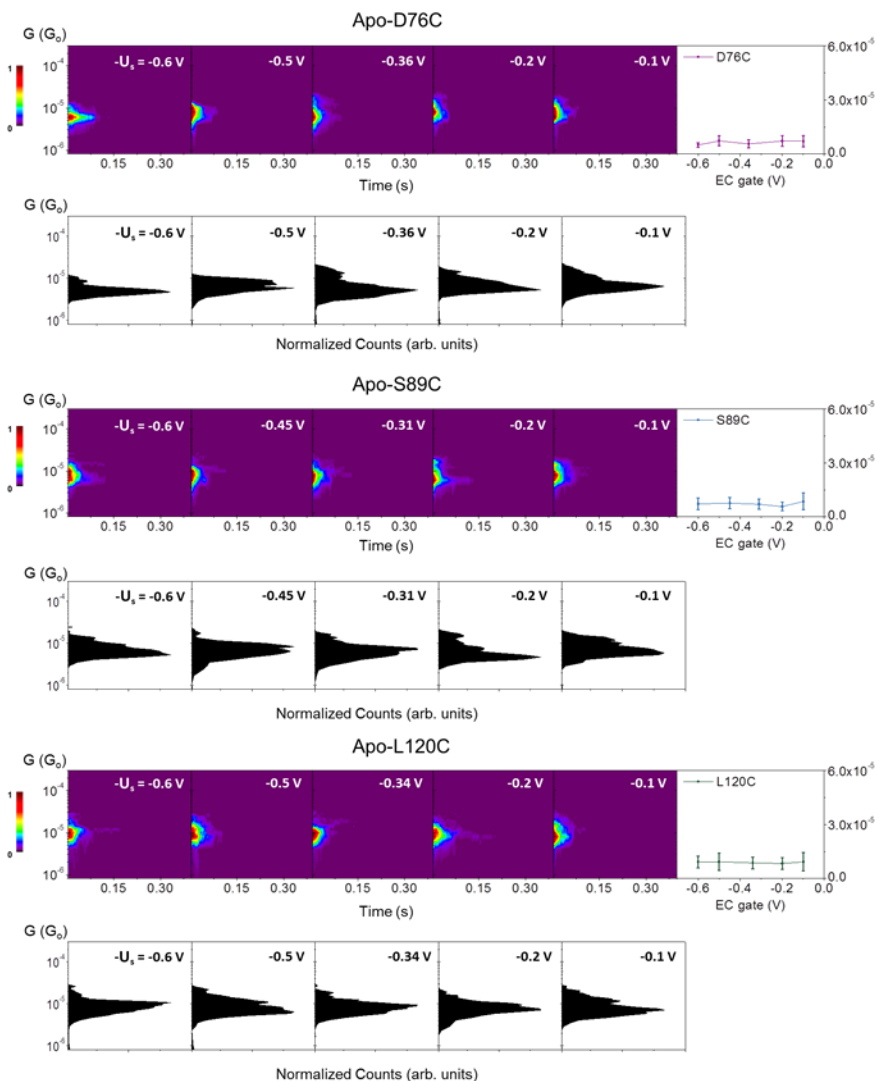 Apo-D76C
G (Gₒ)
1
0
10⁻⁴
10⁻⁵
10⁻⁶
-Uₛ = -0.6 V
-0.5 V
-0.36 V
-0.2 V
-0.1 V
0.15 0.30 0.15 0.30 0.15 0.30 0.15 0.30 0.15 0.30
Time (s)
D76C
6.0x10⁻⁵
3.0x10⁻⁵
0.0
-0.6 -0.4 -0.2 0.0
EC gate (V)
G (Gₒ)
10⁻⁴
10⁻⁵
10⁻⁶
-Uₛ = -0.6 V
-0.5 V
-0.36 V
-0.2 V
-0.1 V
Normalized Counts (arb. units)
Apo-S89C
G (Gₒ)
1
0
10⁻⁴
10⁻⁵
10⁻⁶
-Uₛ = -0.6 V
-0.45 V
-0.31 V
-0.2 V
-0.1 V
0.15 0.30 0.15 0.30 0.15 0.30 0.15 0.30 0.15 0.30
Time (s)
S89C
6.0x10⁻⁵
3.0x10⁻⁵
0.0
-0.6 -0.4 -0.2 0.0
EC gate (V)
G (Gₒ)
10⁻⁴
10⁻⁵
10⁻⁶
-Uₛ = -0.6 V
-0.45 V
-0.31 V
-0.2 V
-0.1 V
Normalized Counts (arb. units)
Apo-L120C
G (Gₒ)
1
0
10⁻⁴
10⁻⁵
10⁻⁶
-Uₛ = -0.6 V
-0.5 V
-0.34 V
-0.2 V
-0.1 V
0.15 0.30 0.15 0.30 0.15 0.30 0.15 0.30 0.15 0.30
Time (s)
L120C
6.0x10⁻⁵
3.0x10⁻⁵
0.0
-0.6 -0.4 -0.2 0.0
EC gate (V)
G (Gₒ)
10⁻⁴
10⁻⁵
10⁻⁶
-Uₛ = -0.6 V
-0.5 V
-0.34 V
-0.2 V
-0.1 V
Normalized Counts (arb. units)